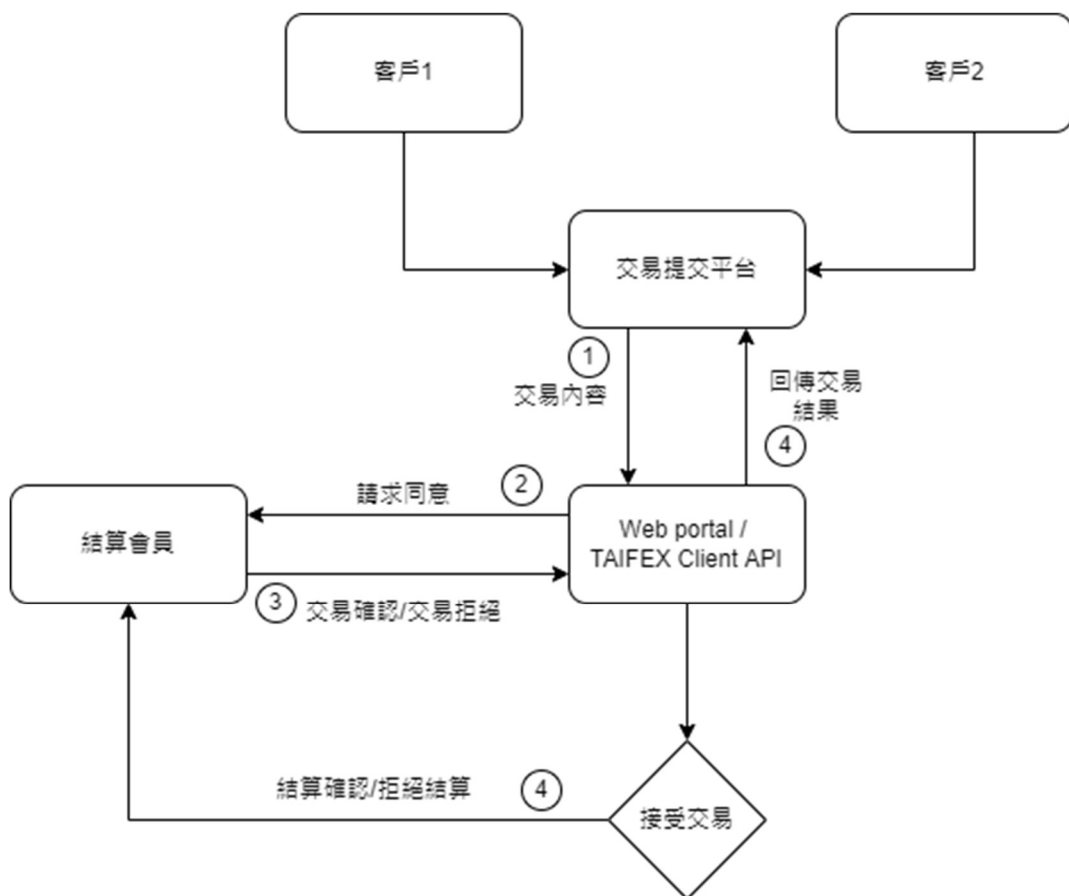 客戶1
客戶2
交易提交平台
1
交易內容
回傳交易
結果
4
請求同意
2
結算會員
Web portal /
TAIFEX Client API
3
交易確認/交易拒絕
結算確認/拒絕結算
4
接受交易